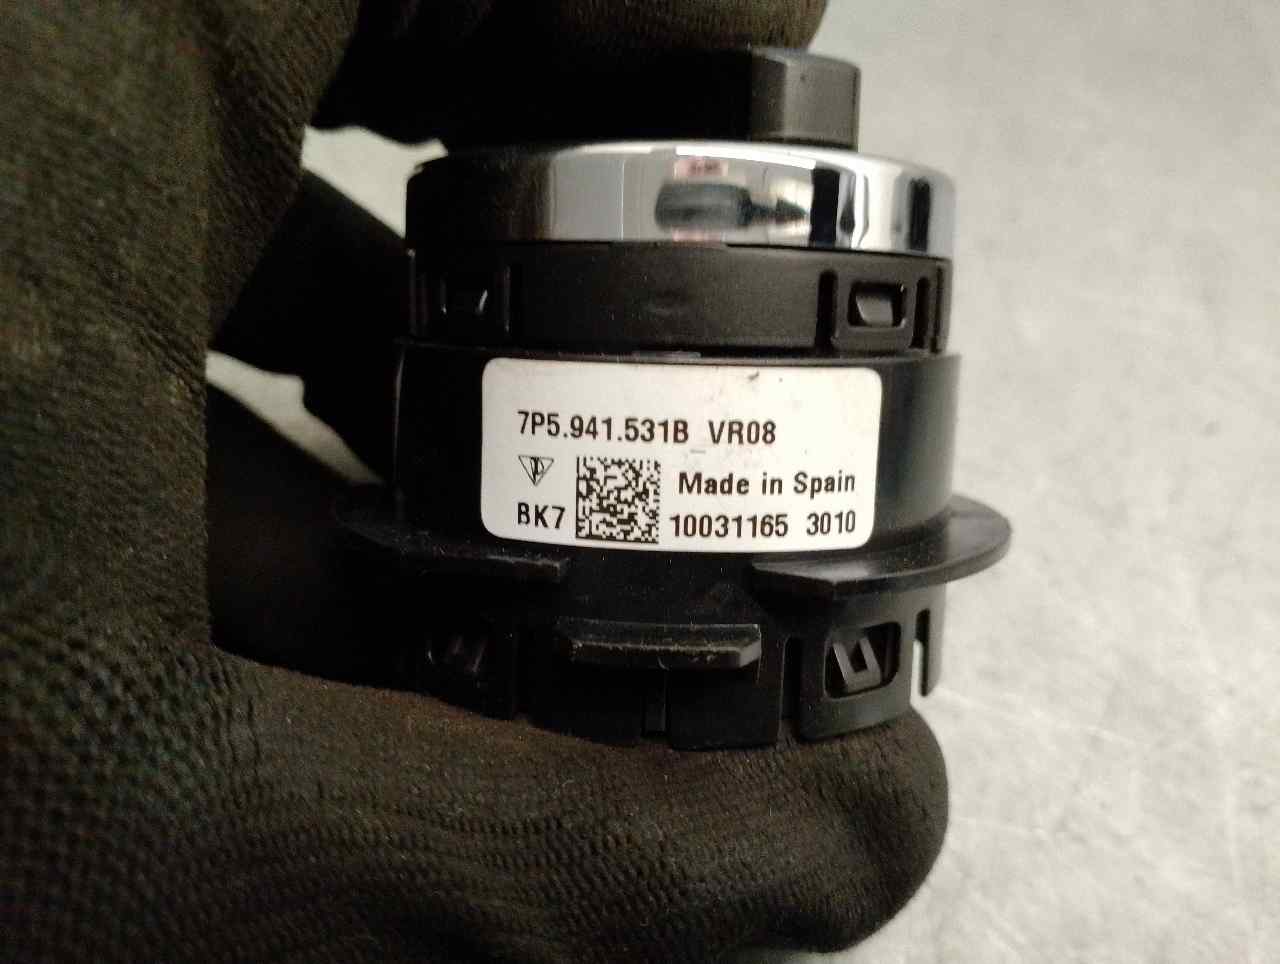 7P5.941.531B_VR08
Made in Spain
BK7
10031165 3010